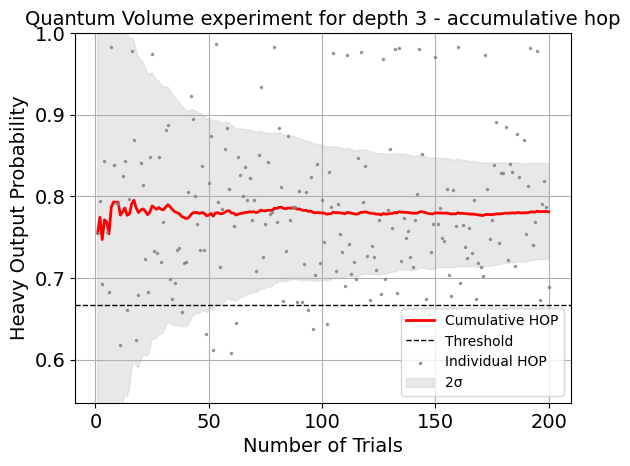 Quantum Volume experiment for depth 3 - accumulative hop
1.0
0.9
0.8
0.7
0.6
Heavy Output Probability
0
50
100
150
200
Number of Trials
Cumulative HOP
Threshold
Individual HOP
2σ